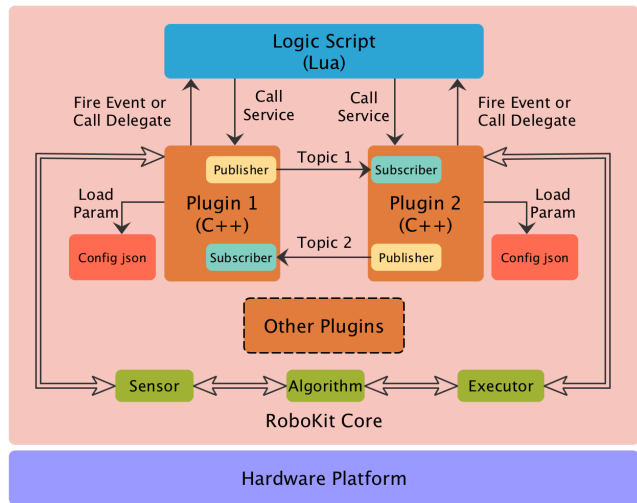 Logic Script
(Lua)
Fire Event or
Call Delegate
Call
Service
Call
Service
Fire Event or
Call Delegate
Publisher
Topic 1
Subscriber
Plugin 1
(C++)
Plugin 2
(C++)
Load
Param
Load
Param
Topic 2
Config json
Subscriber
Publisher
Config json
Other Plugins
Sensor
Algorithm
Executor
RoboKit Core
Hardware Platform